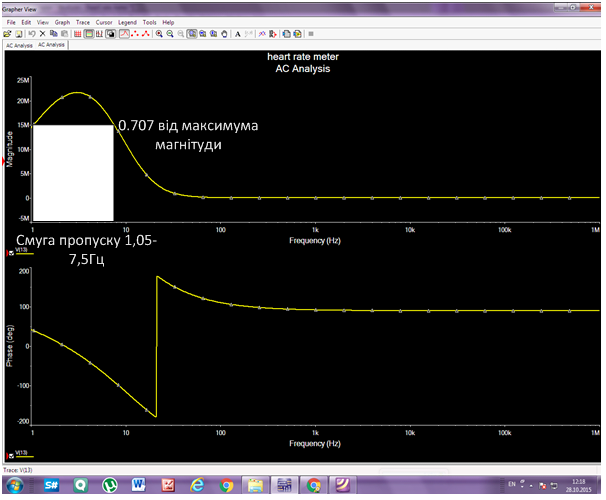 Grapher View
File Edit View Graph Trace Cursor Legend Tools Help
AC Analysis AC Analysis
heart rate meter
AC Analysis
25M
20M
15M
10M
5M
0
-5M
Magnitude
0.707 від максимума
магнітуди
1 10 100 1k 10k 100k 1M
Frequency (Hz)
Смуга пропуску 1,05-
7,5Гц
V(13)
200
100
0
-100
-200
Phase (deg)
1 10 100 1k 10k 100k 1M
Frequency (Hz)
V(13)
Trace: V(13)
S# W
EN 12:18
28.10.2015